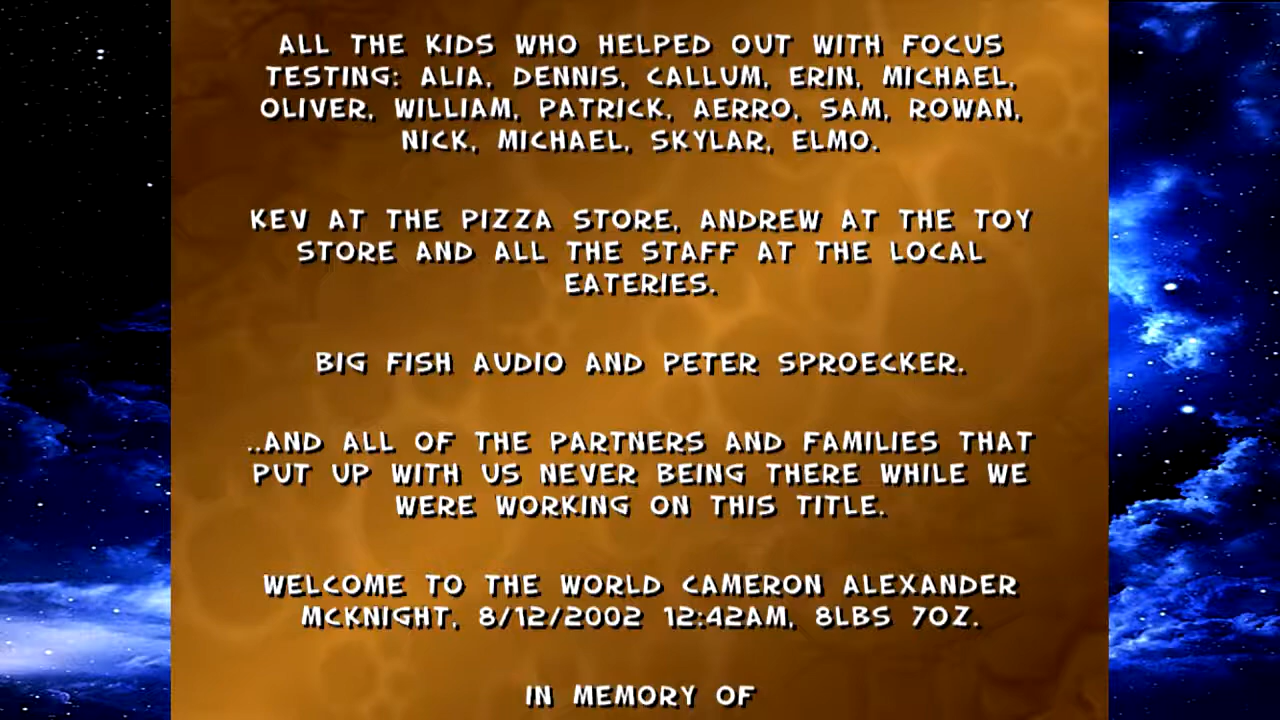 ALL THE KIDS WHO HELPED OUT WITH FOCUS
TESTING: ALIA, DENNIS, CALLUM, ERIN, MICHAEL,
OLIVER, WILLIAM, PATRICK, AERRO, SAM, ROWAN,
NICK, MICHAEL, SKYLAR, ELMO.
KEV AT THE PIZZA STORE, ANDREW AT THE TOY
STORE AND ALL THE STAFF AT THE LOCAL
EATERIES.
BIG FISH AUDIO AND PETER SPROECKER.
..AND ALL OF THE PARTNERS AND FAMILIES THAT
PUT UP WITH US NEVER BEING THERE WHILE WE
WERE WORKING ON THIS TITLE.
WELCOME TO THE WORLD CAMERON ALEXANDER
MCKNIGHT, 8/12/2002 12:42AM, 8LBS 7OZ.
IN MEMORY OF